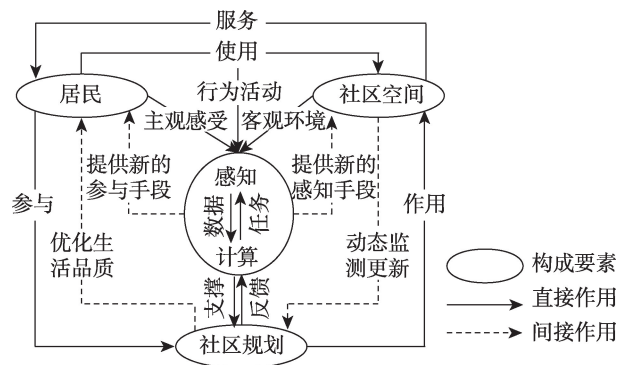 服务
使用
居民
行为活动
社区空间
主观感受
客观环境
提供新的
参与手段
感知
提供新的
感知手段
参与
数据
任务
作用
优化生
活品质
计算
动态监
测更新
支撑
反馈
社区规划
构成要素
直接作用
间接作用